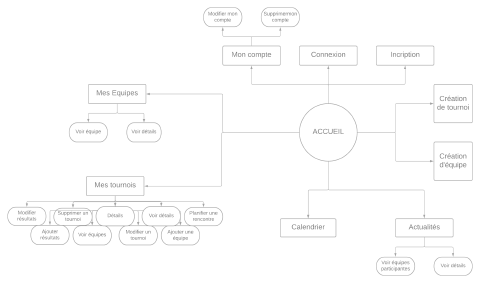 Modifier mon
compte
Supprimer mon
compte
Mon compte
Connexion
Incription
Mes Equipes
Voir équipe
Voir détails
ACCUEIL
Création
de tournoi
Création
d'équipe
Mes tournois
Modifier
résultats
Supprimer un
tournoi
Détails
Voir détails
Planifier une
rencontre
Ajouter
résultats
Voir équipes
Modifier un
tournoi
Ajouter une
équipe
Calendrier
Actualités
Voir équipes
participantes
Voir détails